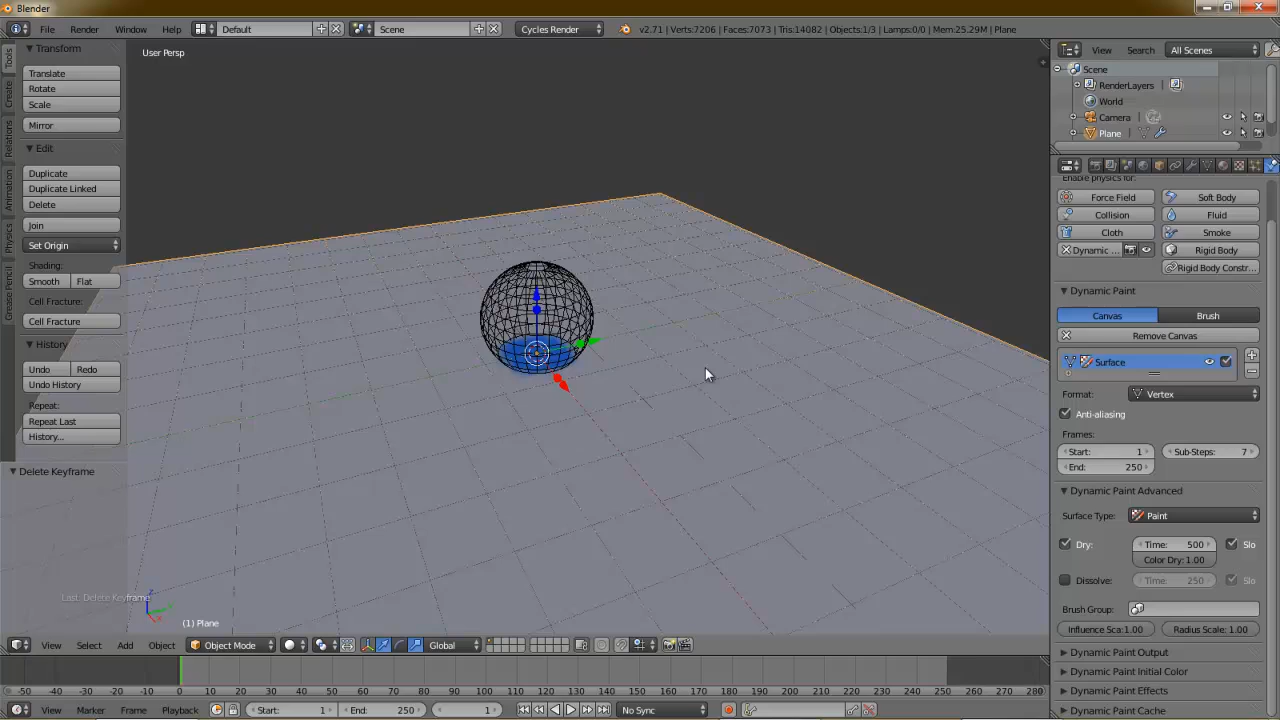 Blender
File Render Window Help Default Scene Cycles Render v2.71 | Verts:7206 | Faces:7073 | Tris:14082 | Objects:1/3 | Lamps:0/0 | Mem:25.29M | Plane
Tools
Create
Relations
Animation
Physics
Grease Pencil
Transform
Translate
Rotate
Scale
Mirror
Edit
Duplicate
Duplicate Linked
Delete
Join
Set Origin
Shading:
Smooth Flat
Cell Fracture:
Cell Fracture
History
Undo Redo
Undo History
Repeat:
Repeat Last
History...
Delete Keyframe
Last: Delete Keyframe
User Persp
(1) Plane
View Search All Scenes
Scene
RenderLayers
World
Camera
Plane
Enable physics for:
Force Field Soft Body
Collision Fluid
Cloth Smoke
Dynamic ... Rigid Body
Rigid Body Constr...
Dynamic Paint
Canvas Brush
Remove Canvas
Surface
Format: Vertex
Anti-aliasing
Frames:
Start: 1 Sub-Steps: 7
End: 250
Dynamic Paint Advanced
Surface Type: Paint
Dry: Time: 500 Slo
Color Dry: 1.00
Dissolve: Time: 250 Slo
Brush Group:
Influence Sca:1.00 Radius Scale: 1.00
Dynamic Paint Output
Dynamic Paint Initial Color
Dynamic Paint Effects
Dynamic Paint Cache
View Select Add Object Object Mode Global
-50 -40 -30 -20 -10 0 10 20 30 40 50 60 70 80 90 100 110 120 130 140 150 160 170 180 190 200 210 220 230 240 250 260 270 280
View Marker Frame Playback Start: 1 End: 250 1 No Sync